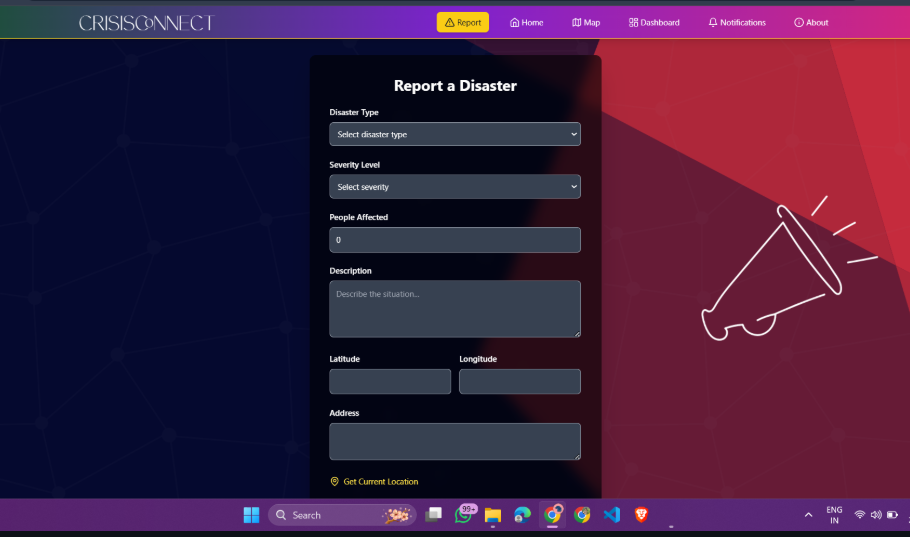 CRISISCONNECT
Report Home Map Dashboard Notifications About
Report a Disaster
Disaster Type
Select disaster type
Severity Level
Select severity
People Affected
0
Description
Describe the situation...
Latitude Longitude
Address
Get Current Location
Search 99+ ENG
IN